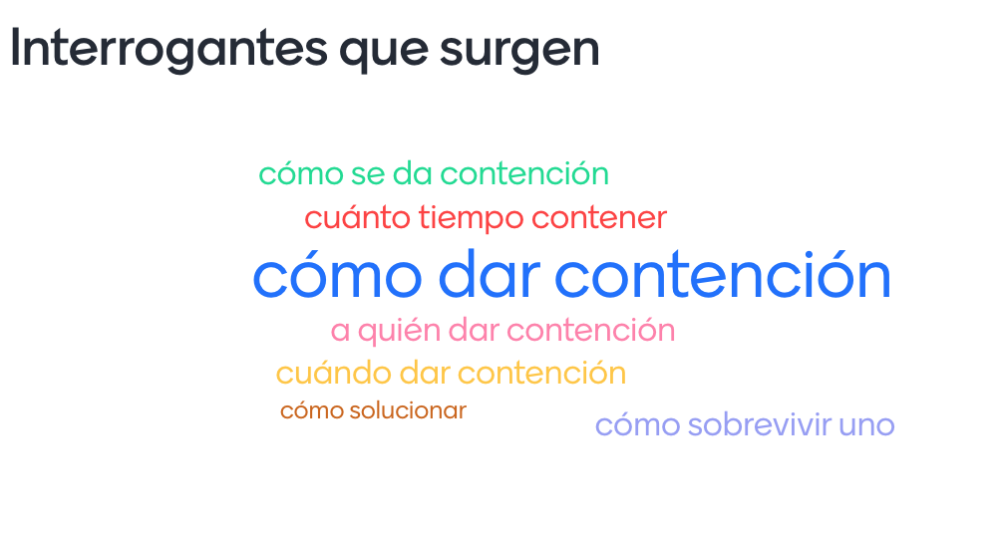 Interrogantes que surgen
cómo se da contención
cuánto tiempo contener
cómo dar contención
a quién dar contención
cuándo dar contención
cómo solucionar
cómo sobrevivir uno